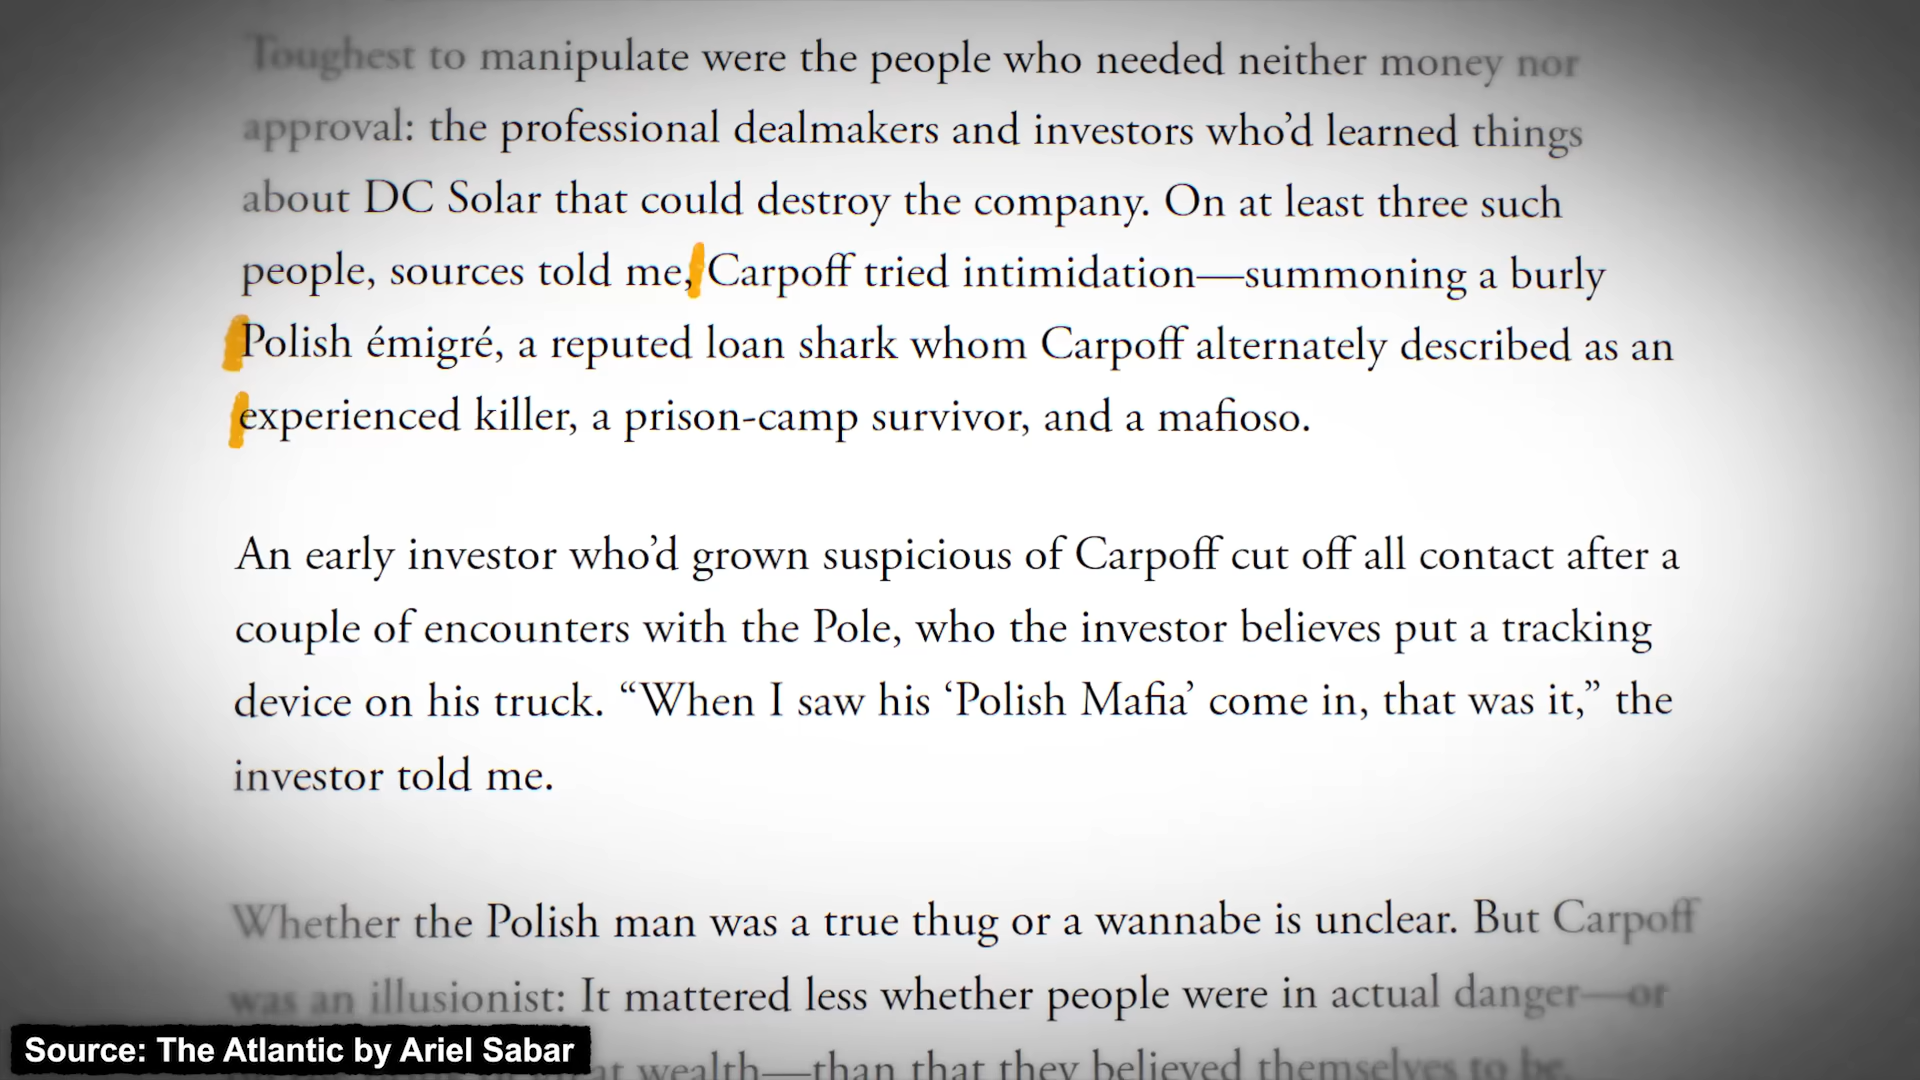 Toughest to manipulate were the people who needed neither money nor
approval: the professional dealmakers and investors who’d learned things
about DC Solar that could destroy the company. On at least three such
people, sources told me, Carpoff tried intimidation—summoning a burly
Polish émigré, a reputed loan shark whom Carpoff alternately described as an
experienced killer, a prison-camp survivor, and a mafioso.
An early investor who’d grown suspicious of Carpoff cut off all contact after a
couple of encounters with the Pole, who the investor believes put a tracking
device on his truck. “When I saw his ‘Polish Mafia’ come in, that was it,” the
investor told me.
Whether the Polish man was a true thug or a wannabe is unclear. But Carpoff
was an illusionist: It mattered less whether people were in actual danger—or
wealth—than that they believed themselves to be.
Source: The Atlantic by Ariel Sabar